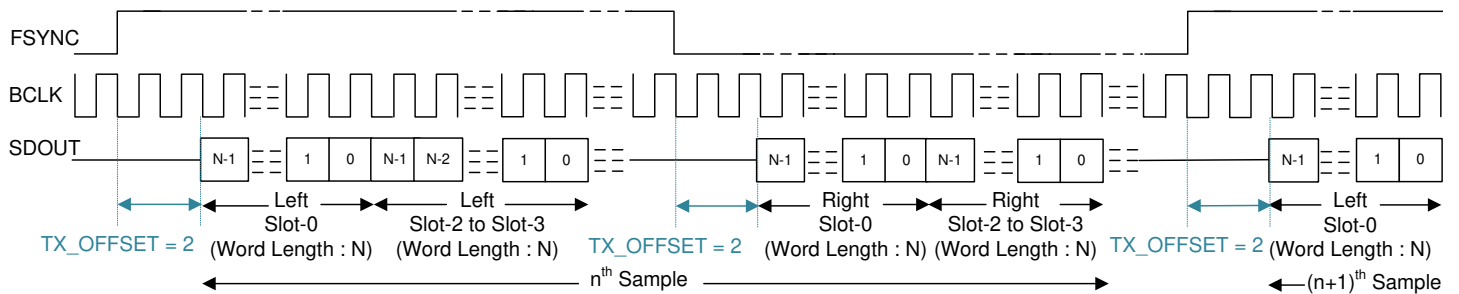 FSYNC
BCLK
SDOUT
N-1 1 0 N-1 N-2 1 0 N-1 1 0 N-1 1 0 N-1 1 0
TX_OFFSET = 2
Left
Slot-0
(Word Length : N)
Left
Slot-2 to Slot-3
(Word Length : N)
TX_OFFSET = 2
Right
Slot-0
(Word Length : N)
Right
Slot-2 to Slot-3
(Word Length : N)
TX_OFFSET = 2
Left
Slot-0
(Word Length : N)
nth Sample
(n+1)th Sample